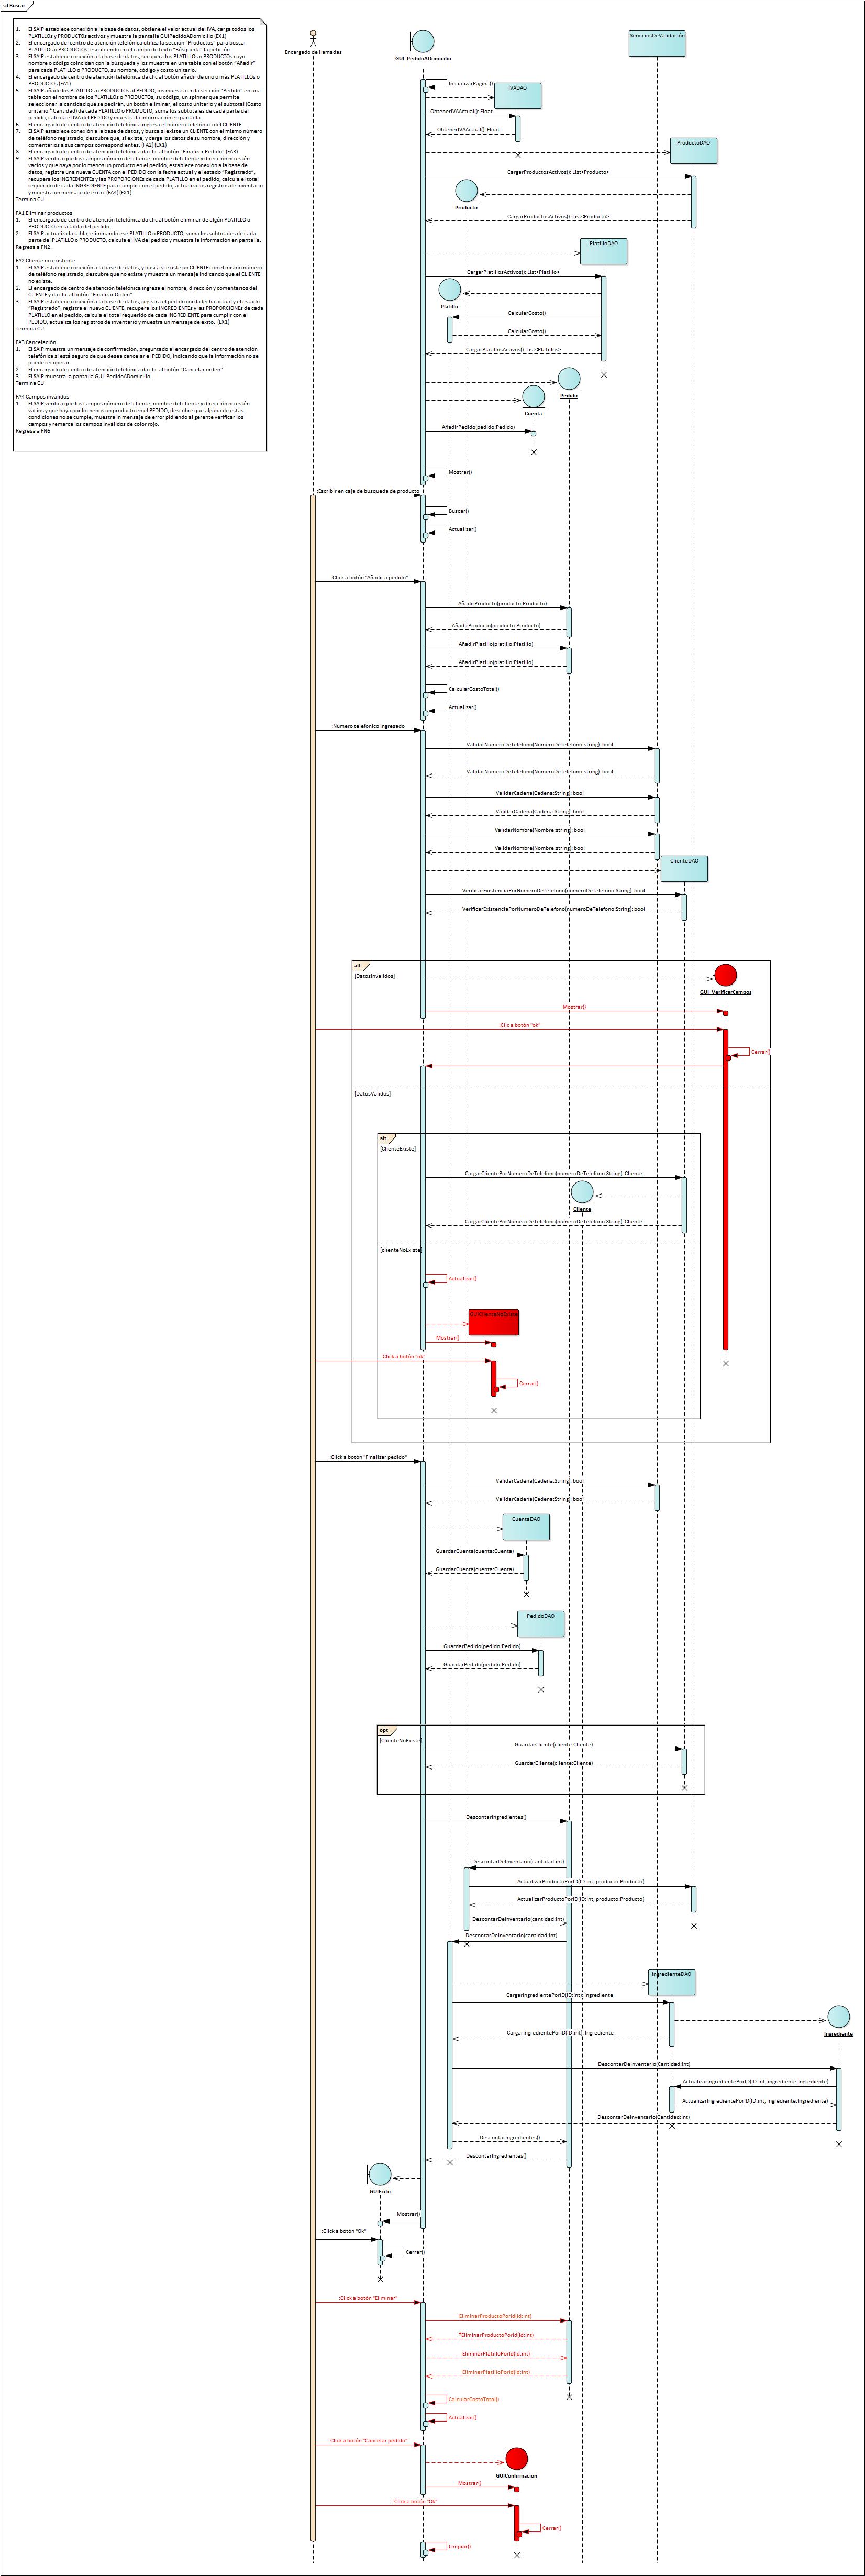 sd Buscar
1. El SAIP establece conexión a la base de datos, obtiene el valor actual del IVA, carga todos los
PLATILLOs y PRODUCTOs activos y muestra la pantalla GUIPedidoADomicilio (EX1)
2. El encargado del centro de atención telefónica utiliza la sección "Productos" para buscar
PLATILLOs o PRODUCTOs, escribiendo en el campo de texto "Búsqueda" la petición.
3. El SAIP establece conexión a la base de datos, recupera los PLATILLOs o PRODUCTOs cuyo
nombre o código coincidan con la búsqueda y los muestra en una tabla con el botón "Añadir"
para cada PLATILLO o PRODUCTO, su nombre, código y costo unitario.
4. El encargado de centro de atención telefónica da clic al botón añadir de uno o más PLATILLOs o
PRODUCTOs (FA1)
5. El SAIP añade los PLATILLOs o PRODUCTOs al PEDIDO, los muestra en la sección "Pedido" en una
tabla con el nombre de los PLATILLOs o PRODUCTOs, su código, un spinner que permite
seleccionar la cantidad que se pedirán, un botón eliminar, el costo unitario y el subtotal (Costo
unitario * Cantidad) de cada PLATILLO o PRODUCTO, suma los subtotales de cada parte del
pedido, calcula el IVA del PEDIDO y muestra la información en pantalla.
6. El encargado de centro de atención telefónica ingresa el número telefónico del CLIENTE.
7. El SAIP establece conexión a la base de datos, y busca si existe un CLIENTE con el mismo número
de teléfono registrado, descubre que, si existe, y carga los datos de su nombre, dirección y
comentarios a sus campos correspondientes. (FA2) (EX1)
8. El encargado de centro de atención telefónica da clic al botón "Finalizar Pedido" (FA3)
9. El SAIP verifica que los campos número del cliente, nombre del cliente y dirección no estén
vacíos y que haya por lo menos un producto en el pedido, establece conexión a la base de
datos, registra una nueva CUENTA con el PEDIDO con la fecha actual y el estado "Registrado",
recupera los INGREDIENTEs y las PROPORCIONEs de cada PLATILLO en el pedido, calcula el total
requerido de cada INGREDIENTE para cumplir con el pedido, actualiza los registros de inventario
y muestra un mensaje de éxito. (FA4) (EX1)
Termina CU
FA1 Eliminar productos
1. El encargado de centro de atención telefónica da clic al botón eliminar de algún PLATILLO o
PRODUCTO en la tabla del pedido.
2. El SAIP actualiza la tabla, eliminando ese PLATILLO o PRODUCTO, suma los subtotales de cada
parte del PLATILLO o PRODUCTO, calcula el IVA del pedido y muestra la información en pantalla.
Regresa a FN2.
FA2 Cliente no existente
1. El SAIP establece conexión a la base de datos, y busca si existe un CLIENTE con el mismo número
de teléfono registrado, descubre que no existe y muestra un mensaje indicando que el CLIENTE
no existe.
2. El encargado de centro de atención telefónica ingresa el nombre, dirección y comentarios del
CLIENTE y da clic al botón "Finalizar Orden"
3. El SAIP establece conexión a la base de datos, registra el pedido con la fecha actual y el estado
"Registrado", registra el nuevo CLIENTE, recupera los INGREDIENTEs y las PROPORCIONEs de cada
PLATILLO en el pedido, calcula el total requerido de cada INGREDIENTE para cumplir con el
pedido, actualiza los registros de inventario y muestra un mensaje de éxito. (EX1)
Termina CU
FA3 Cancelación
1. El SAIP muestra un mensaje de confirmación, preguntado al encargado del centro de atención
telefónica si está seguro de que desea cancelar el PEDIDO, indicando que la información no se
puede recuperar
2. El encargado de centro de atención telefónica da clic al botón "Cancalar orden"
3. El SAIP muestra la pantalla GUI_PedidoADomicilio.
Termina CU
FA4 Campos inválidos
1. El SAIP verifica que los campos número del cliente, nombre del cliente y dirección no estén
vacíos y que haya por lo menos un producto en el PEDIDO, descubre que alguna de estas
condiciones no se cumple, muestra in mensaje de error pidiendo al gerente verificar los
campos y remarca los campos inválidos de color rojo.
Regresa a FN6
Encargado de llamadas
GUI_PedidoADomicilio
ServiciosDeValidación
InicializarPagina()
IVADAO
ObtenerIVAActual(): Float
ObtenerIVAActual(): Float
ProductoDAO
CargarProductosActivos(): List<Producto>
Producto
CargarProductosActivos(): List<Producto>
PlatilloDAO
CargarPlatillosActivos(): List<Platillo>
Platillo
CalcularCosto()
CalcularCosto()
CargarPlatillosActivos(): List<Platillos>
Pedido
Cuenta
AñadirPedido(pedido:Pedido)
Mostrar()
:Escribir en caja de busqueda de producto
Buscar()
Actualizar()
:Click a botón "Añadir a pedido"
AñadirProducto(producto:Producto)
AñadirProducto(producto:Producto)
AñadirPlatillo(platillo:Platillo)
AñadirPlatillo(platillo:Platillo)
CalcularCostoTotal()
Actualizar()
:Numero telefonico ingresado
ValidarNumeroDeTelefono(NumeroDeTelefono:string): bool
ValidarNumeroDeTelefono(NumeroDeTelefono:string): bool
ValidarCadena(Cadena:String): bool
ValidarCadena(Cadena:String): bool
ValidarNombre(Nombre:string): bool
ValidarNombre(Nombre:string): bool
ClienteDAO
VerificarExistenciaPorNumeroDeTelefono(numeroDeTelefono:String): bool
VerificarExistenciaPorNumeroDeTelefono(numeroDeTelefono:String): bool
alt
[DatosInvalidos]
GUI_VerificarCampos
Mostrar()
:Clic a botón "ok"
Cerrar()
[DatosValidos]
alt
[ClienteExiste]
CargarClientePorNumeroDeTelefono(numeroDeTelefono:String): Cliente
Cliente
CargarClientePorNumeroDeTelefono(numeroDeTelefono:String): Cliente
[clienteNoExiste]
Actualizar()
Mostrar()
:Click a botón "ok"
Cerrar()
:Click a botón "Finalizar pedido"
ValidarCadena(Cadena:String): bool
ValidarCadena(Cadena:String): bool
CuentaDAO
GuardarCuenta(cuenta:Cuenta)
GuardarCuenta(cuenta:Cuenta)
PedidoDAO
GuardarPedido(pedido:Pedido)
GuardarPedido(pedido:Pedido)
opt
[ClienteNoExiste]
GuardarCliente(cliente:Cliente)
GuardarCliente(cliente:Cliente)
DescontarIngredientes()
DescontarDeInventario(cantidad:int)
ActualizarProductoPorID(ID:int, producto:Producto)
ActualizarProductoPorID(ID:int, producto:Producto)
DescontarDeInventario(cantidad:int)
DescontarDeInventario(cantidad:int)
IngredienteDAO
CargarIngredientePorID(ID:int): Ingrediente
Ingrediente
CargarIngredientePorID(ID:int): Ingrediente
DescontarDeInventario(Cantidad:int)
ActualizarIngredientePorID(ID:int, ingrediente:Ingrediente)
ActualizarIngredientePorID(ID:int, ingrediente:Ingrediente)
DescontarDeInventario(Cantidad:int)
DescontarIngredientes()
DescontarIngredientes()
GUIExito
Mostrar()
:Click a botón "Ok"
Cerrar()
:Click a botón "Eliminar"
EliminarProductoPorId(Id:int)
*EliminarProductoPorId(Id:int)
EliminarPlatilloPorId(Id:int)
EliminarPlatilloPorId(Id:int)
CalcularCostoTotal()
Actualizar()
:Click a botón "Cancalar pedido"
GUIConfirmacion
Mostrar()
:Click a botón "Ok"
Cerrar()
Limpiar()